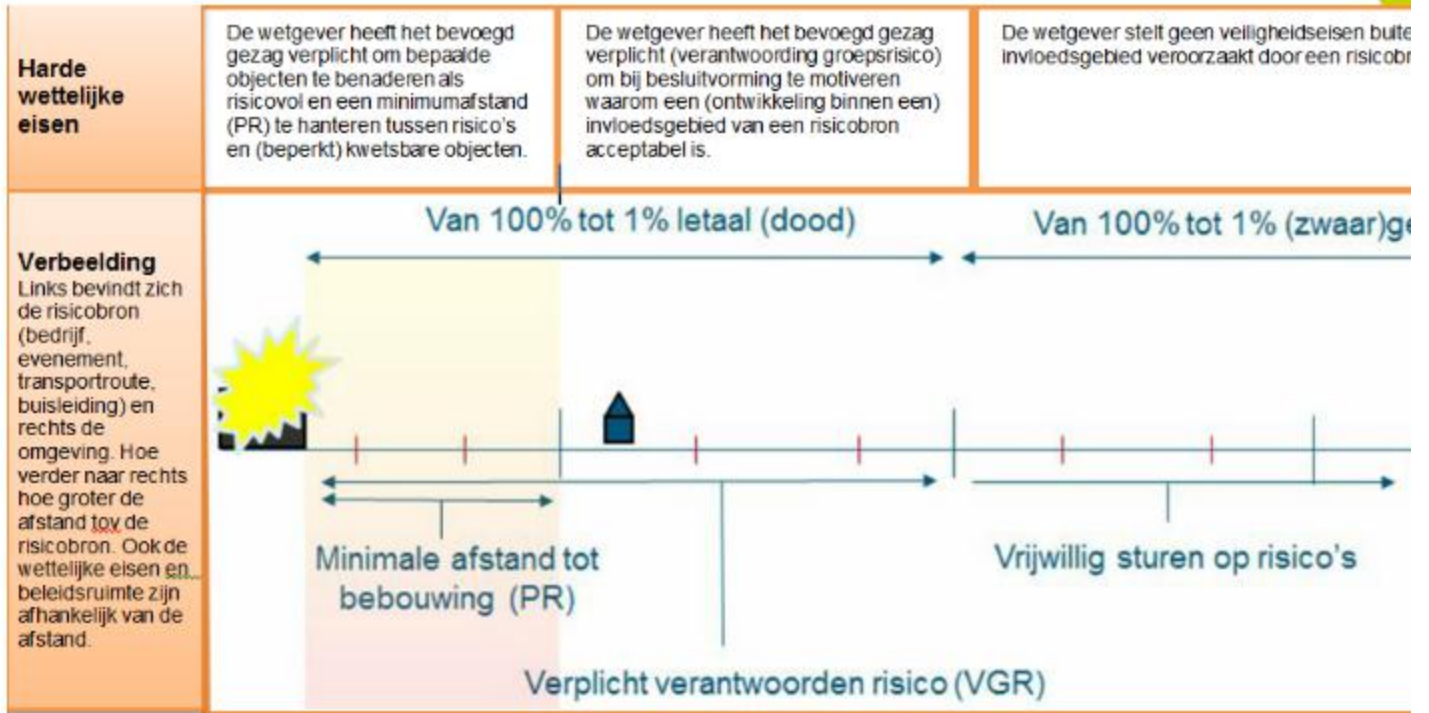 Harde
wettelijke
eisen
De wetgever heeft het bevoegd
gezag verplicht om bepaalde
objecten te benaderen als
risicovol en een minimumafstand
(PR) te hanteren tussen risico's
en (beperkt) kwetsbare objecten.
De wetgever heeft het bevoegd gezag
verplicht (verantwoording groepsrisico)
om bij besluitvorming te motiveren
waarom een (ontwikkeling binnen een)
invloedsgebied van een risicobron
acceptabel is.
De wetgever stelt geen veiligheidseisen buite
invloedsgebied veroorzaakt door een risicobr
Verbeelding
Links bevindt zich
de risicobron
(bedrijf,
evenement,
transportroute,
buisleiding) en
rechts de
omgeving. Hoe
verder naar rechts
hoe groter de
afstand tov de
risicobron. Ook de
wettelijke eisen en
beleidsruimte zijn
afhankelijk van de
afstand.
Van 100% tot 1% letaal (dood)
Van 100% tot 1% (zwaar)ge
Minimale afstand tot
bebouwing (PR)
Vrijwillig sturen op risico's
Verplicht verantwoorden risico (VGR)